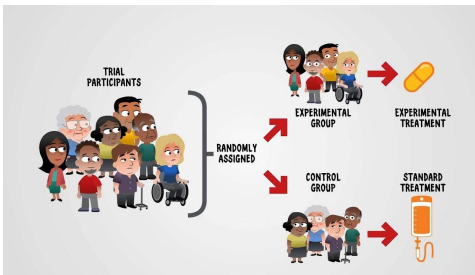 TRIAL
PARTICIPANTS
RANDOMLY
ASSIGNED
EXPERIMENTAL
GROUP
EXPERIMENTAL
TREATMENT
CONTROL
GROUP
STANDARD
TREATMENT